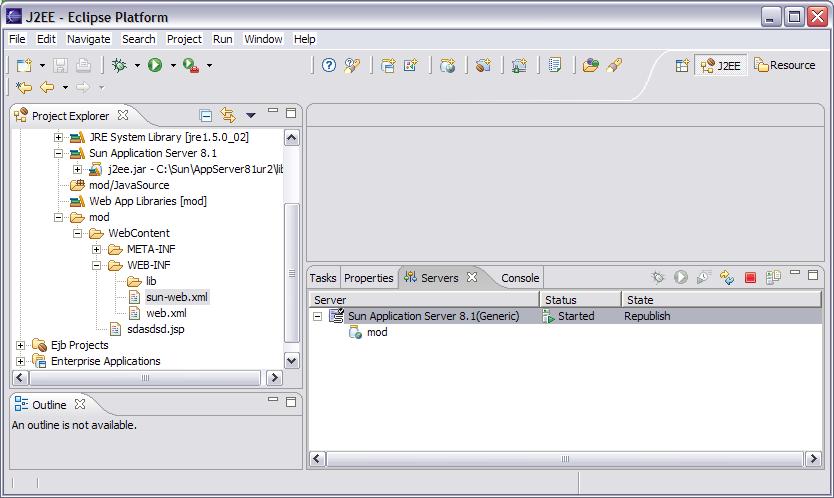 J2EE - Eclipse Platform
File Edit Navigate Search Project Run Window Help
J2EE Resource
Project Explorer
JRE System Library [jre1.5.0_02]
Sun Application Server 8.1
j2ee.jar - C:\Sun\AppServer81ur2\lib
mod/JavaSource
Web App Libraries [mod]
mod
WebContent
META-INF
WEB-INF
lib
sun-web.xml
web.xml
sdasdsd.jsp
Ejb Projects
Enterprise Applications
Outline
An outline is not available.
Tasks Properties Servers Console
Server Status State
Sun Application Server 8.1(Generic) Started Republish
mod